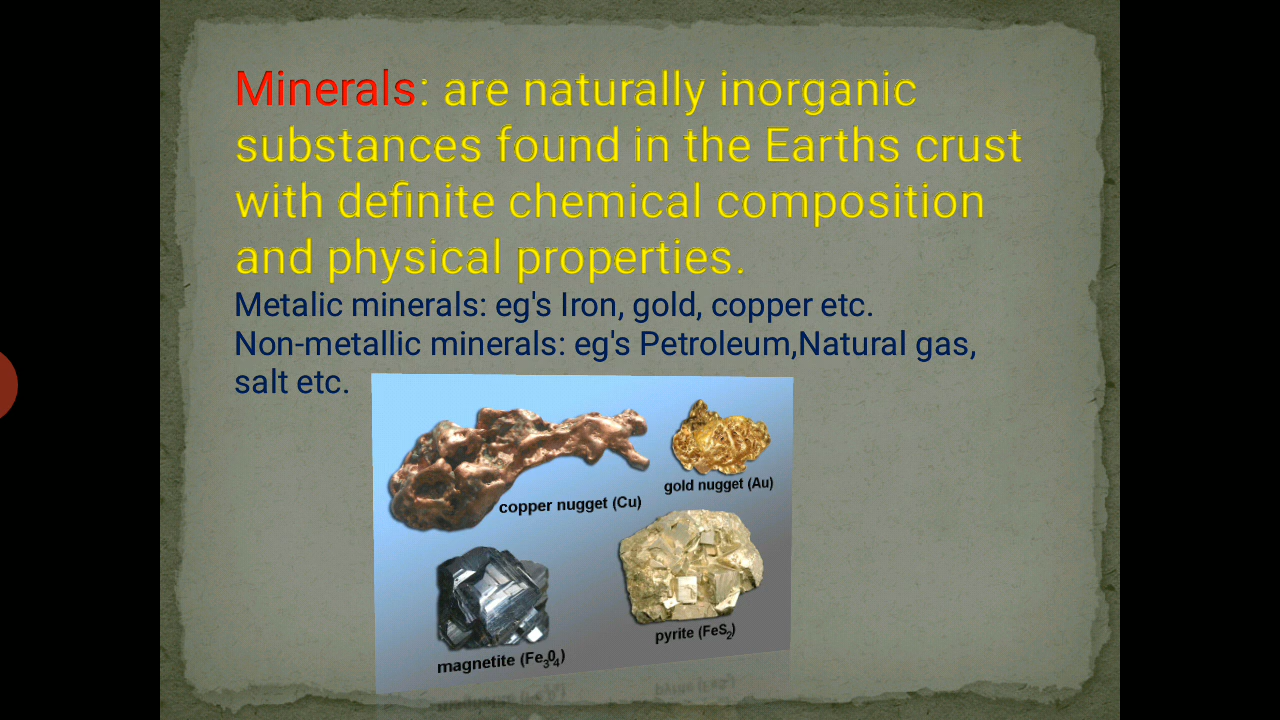 Minerals: are naturally inorganic
substances found in the Earths crust
with definite chemical composition
and physical properties.
Metalic minerals: eg's Iron, gold, copper etc.
Non-metallic minerals: eg's Petroleum,Natural gas,
salt etc.
copper nugget (Cu)
gold nugget (Au)
magnetite (Fe₃0₄)
pyrite (FeS₂)